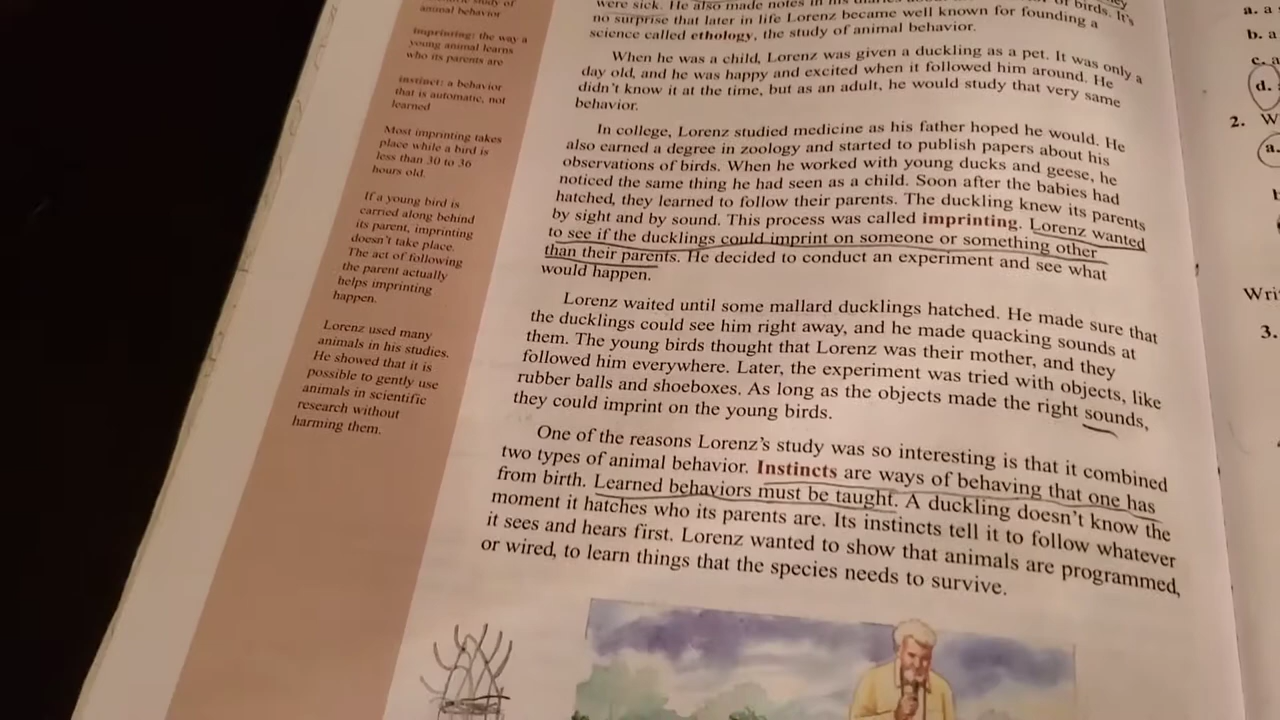 study of
animal behavior
imprinting: the way a
young animal learns
who its parents are
instinct: a behavior
that is automatic, not
learned
Most imprinting takes
place while a bird is
less than 30 to 36
hours old.
If a young bird is
carried along behind
its parent, imprinting
doesn't take place.
The act of following
the parent actually
helps imprinting
happen.
Lorenz used many
animals in his studies.
He showed that it is
possible to gently use
animals in scientific
research without
harming them.
were sick. He also made notes in his diaries of birds. It's
no surprise that later in life Lorenz became well known for founding a
science called ethology, the study of animal behavior.
When he was a child, Lorenz was given a duckling as a pet. It was only a
day old, and he was happy and excited when it followed him around. He
didn't know it at the time, but as an adult, he would study that very same
behavior.
In college, Lorenz studied medicine as his father hoped he would. He
also earned a degree in zoology and started to publish papers about his
observations of birds. When he worked with young ducks and geese, he
noticed the same thing he had seen as a child. Soon after the babies had
hatched, they learned to follow their parents. The duckling knew its parents
by sight and by sound. This process was called imprinting. Lorenz wanted
to see if the ducklings could imprint on someone or something other
than their parents. He decided to conduct an experiment and see what
would happen.
Lorenz waited until some mallard ducklings hatched. He made sure that
the ducklings could see him right away, and he made quacking sounds at
them. The young birds thought that Lorenz was their mother, and they
followed him everywhere. Later, the experiment was tried with objects, like
rubber balls and shoeboxes. As long as the objects made the right sounds,
they could imprint on the young birds.
One of the reasons Lorenz's study was so interesting is that it combined
two types of animal behavior. Instincts are ways of behaving that one has
from birth. Learned behaviors must be taught. A duckling doesn't know the
moment it hatches who its parents are. Its instincts tell it to follow whatever
it sees and hears first. Lorenz wanted to show that animals are programmed,
or wired, to learn things that the species needs to survive.
a. a
b. a
c. a
d.
2. W
a.
Wri
3.